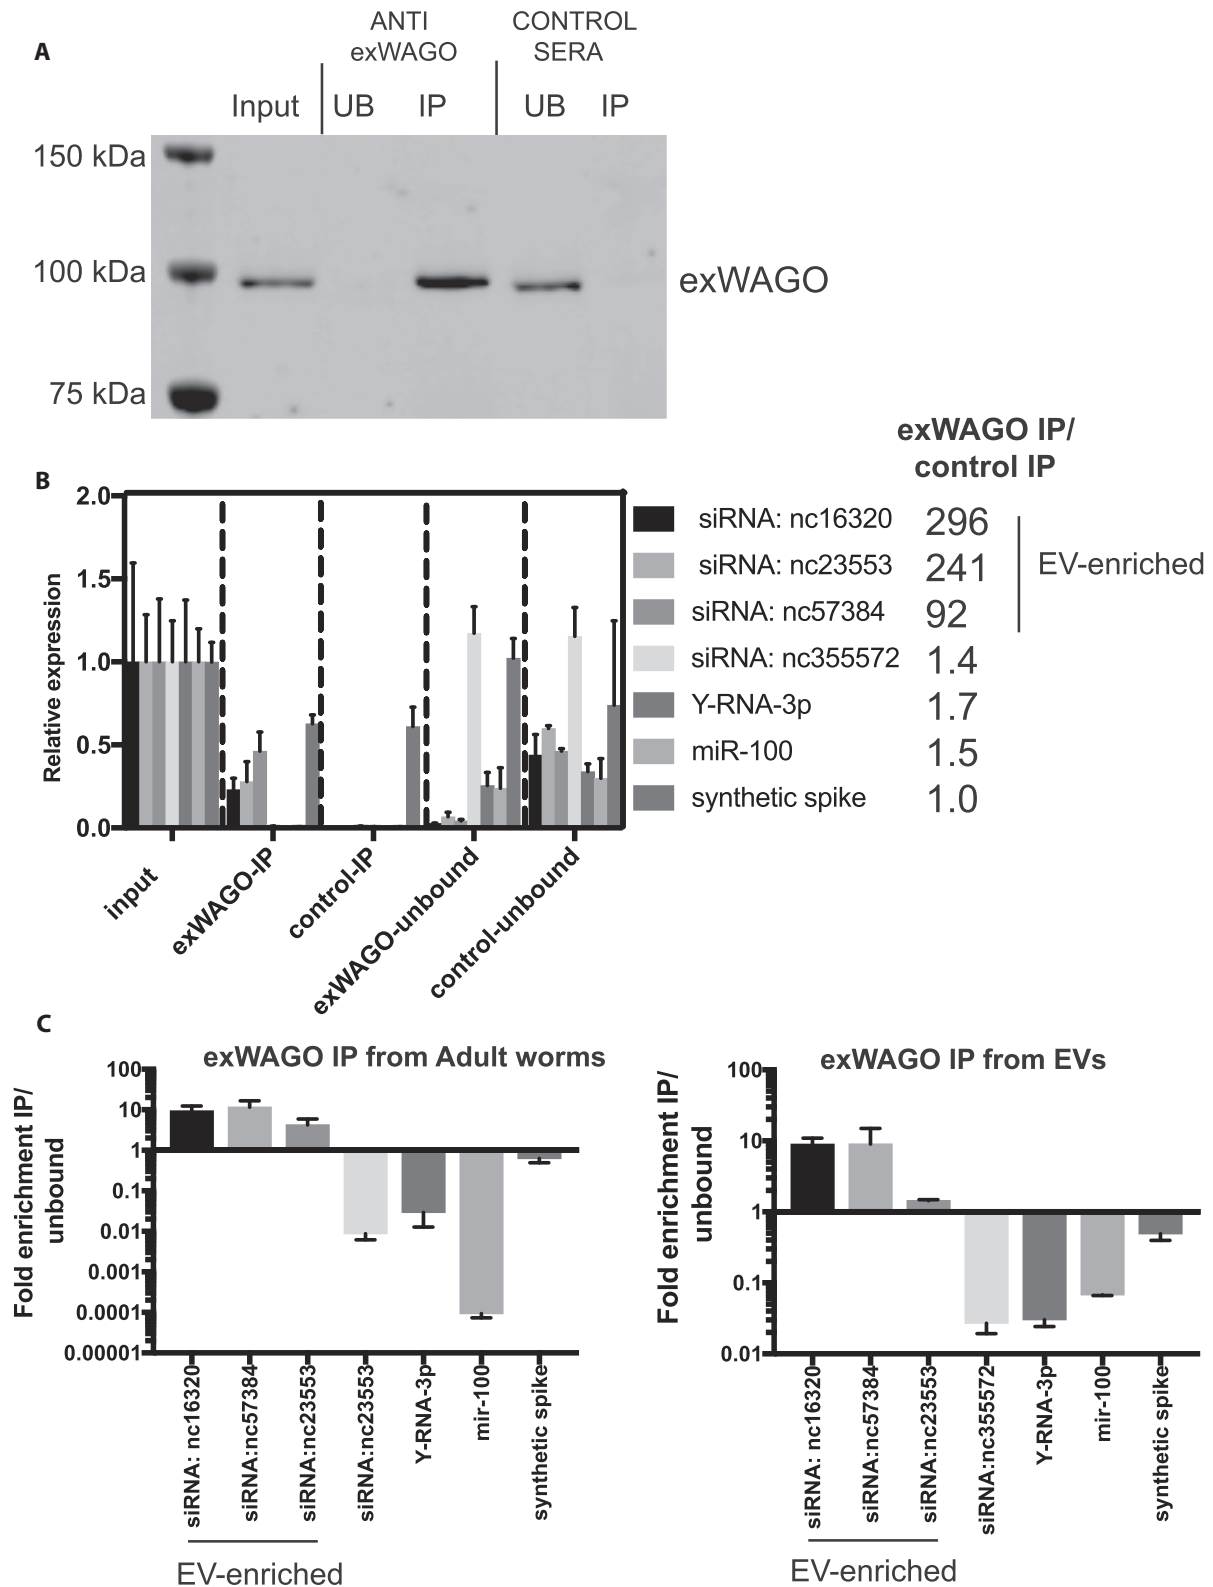 A
ANTI
exWAGO
CONTROL
SERA
Input
UB
IP
UB
IP
150 kDa
100 kDa
75 kDa
exWAGO
B
exWAGO IP/
control IP
Relative expression
2.0
1.5
1.0
0.5
0.0
input
exWAGO-IP
control-IP
exWAGO-unbound
control-unbound
siRNA: nc16320 296
siRNA: nc23553 241
siRNA: nc57384 92
siRNA: nc355572 1.4
Y-RNA-3p 1.7
miR-100 1.5
synthetic spike 1.0
EV-enriched
C
exWAGO IP from Adult worms
Fold enrichment IP/
unbound
100
10
1
0.1
0.01
0.001
0.0001
0.00001
siRNA: nc16320
siRNA:nc57384
siRNA:nc23553
siRNA:nc23553
Y-RNA-3p
mir-100
synthetic spike
EV-enriched
exWAGO IP from EVs
Fold enrichment IP/
unbound
100
10
1
0.1
0.01
siRNA: nc16320
siRNA:nc57384
siRNA:nc23553
siRNA:nc355572
Y-RNA-3p
mir-100
synthetic spike
EV-enriched